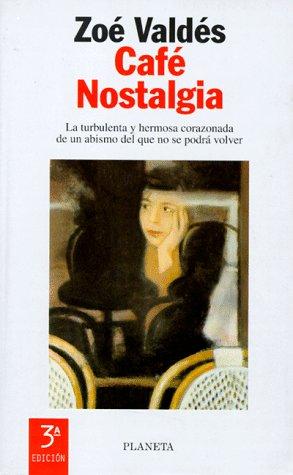 Zoé Valdés
Café
Nostalgia
La turbulenta y hermosa corazonada
de un abismo del que no se podrá volver
3ª
EDICIÓN
PLANETA